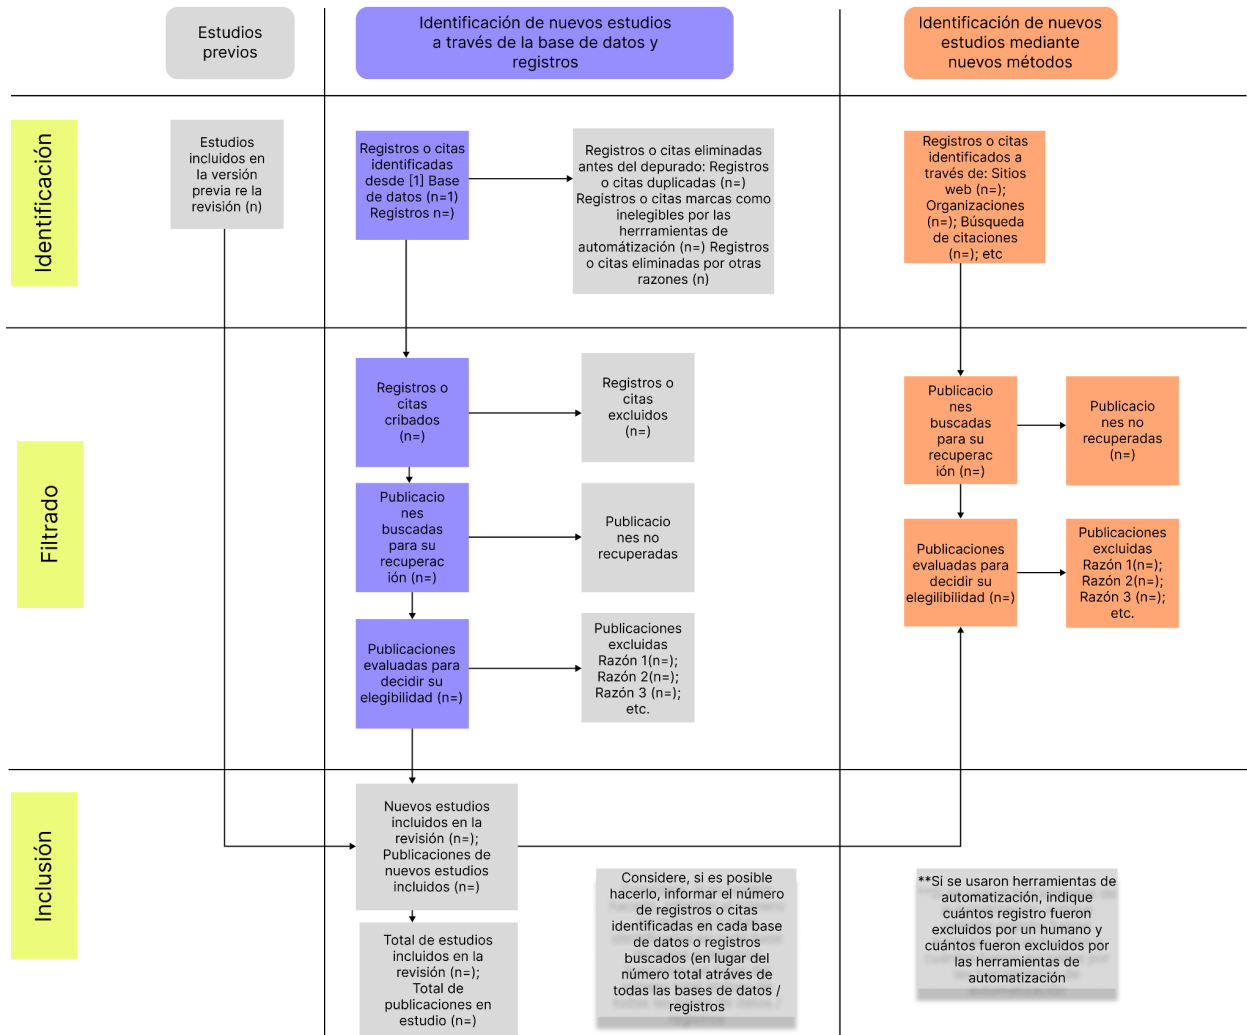 Estudios
previos
Identificación de nuevos estudios
a través de la base de datos y
registros
Identificación de nuevos
estudios mediante
nuevos métodos
Identificación
Estudios
incluidos en
la versión
previa re la
revisión (n)
Registros o citas
identificadas
desde [1] Base
de datos (n=1)
Registros n=)
Registros o citas eliminadas
antes del depurado: Registros
o citas duplicadas (n=)
Registros o citas marcas como
inelegibles por las
herrramientas de
automátización (n=) Registros
o citas eliminadas por otras
razones (n)
Registros o citas
identificados a
través de: Sitios
web (n=);
Organizaciones
(n=); Búsqueda
de citaciones
(n=); etc
Filtrado
Registros o
citas
cribados
(n=)
Registros o
citas
excluidos
(n=)
Publicacio
nes
buscadas
para su
recuperac
ión (n=)
Publicacio
nes no
recuperadas
(n=)
Publicacio
nes
buscadas
para su
recuperac
ión (n=)
Publicacio
nes no
recuperadas
Publicaciones
evaluadas para
decidir su
elegibilidad (n=)
Publicaciones
excluidas
Razón 1(n=);
Razón 2(n=);
Razón 3 (n=);
etc.
Publicaciones
evaluadas para
decidir su
elegibilidad (n=)
Publicaciones
excluidas
Razón 1(n=);
Razón 2(n=);
Razón 3 (n=);
etc.
Inclusión
Nuevos estudios
incluidos en la
revisión (n=);
Publicaciones de
nuevos estudios
incluidos (n=)
Total de estudios
incluidos en la
revisión (n=);
Total de
publicaciones en
estudio (n=)
Considere, si es posible
hacerlo, informar el número
de registros o citas
identificadas en cada base
de datos o registros
buscados (en lugar del
número total atráves de
todas las bases de datos /
registros
**Si se usaron herramientas de
automatización, indique
cuántos registro fueron
excluidos por un humano y
cuántos fueron excluidos por
las herramientas de
automatización